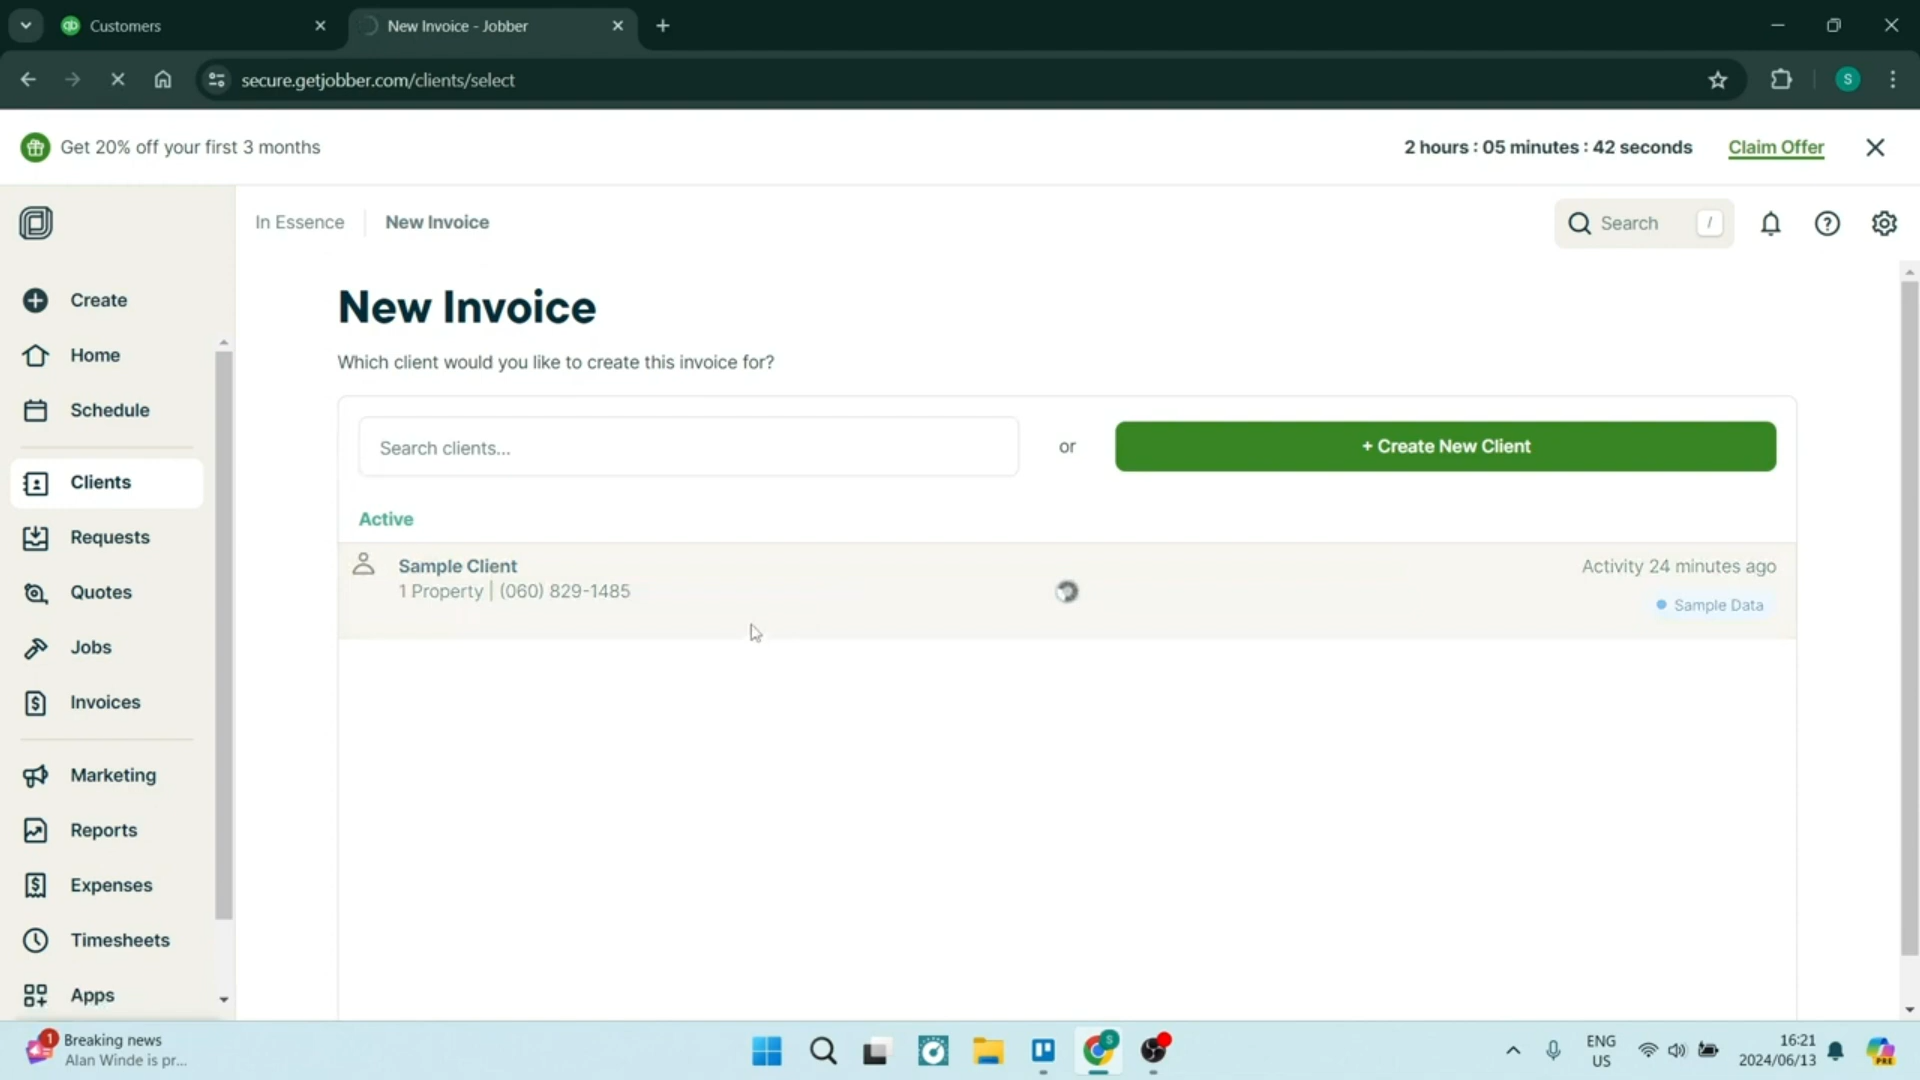 qb Customers
New Invoice - Jobber
secure.getjobber.com/clients/select
S
Get 20% off your first 3 months
2 hours : 05 minutes : 42 seconds
Claim Offer
In Essence
New Invoice
Search /
Create
Home
Schedule
Clients
Requests
Quotes
Jobs
Invoices
Marketing
Reports
Expenses
Timesheets
Apps
New Invoice
Which client would you like to create this invoice for?
Search clients...
or
+ Create New Client
Active
Sample Client
1 Property | (060) 829-1485
Activity 24 minutes ago
Sample Data
1
Breaking news
Alan Winde is pr...
S
ENG
US
16:21
2024/06/13
PRE